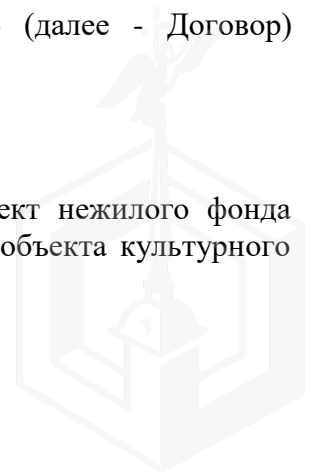 (далее - Договор)
ект нежилого фонда
объекта культурного